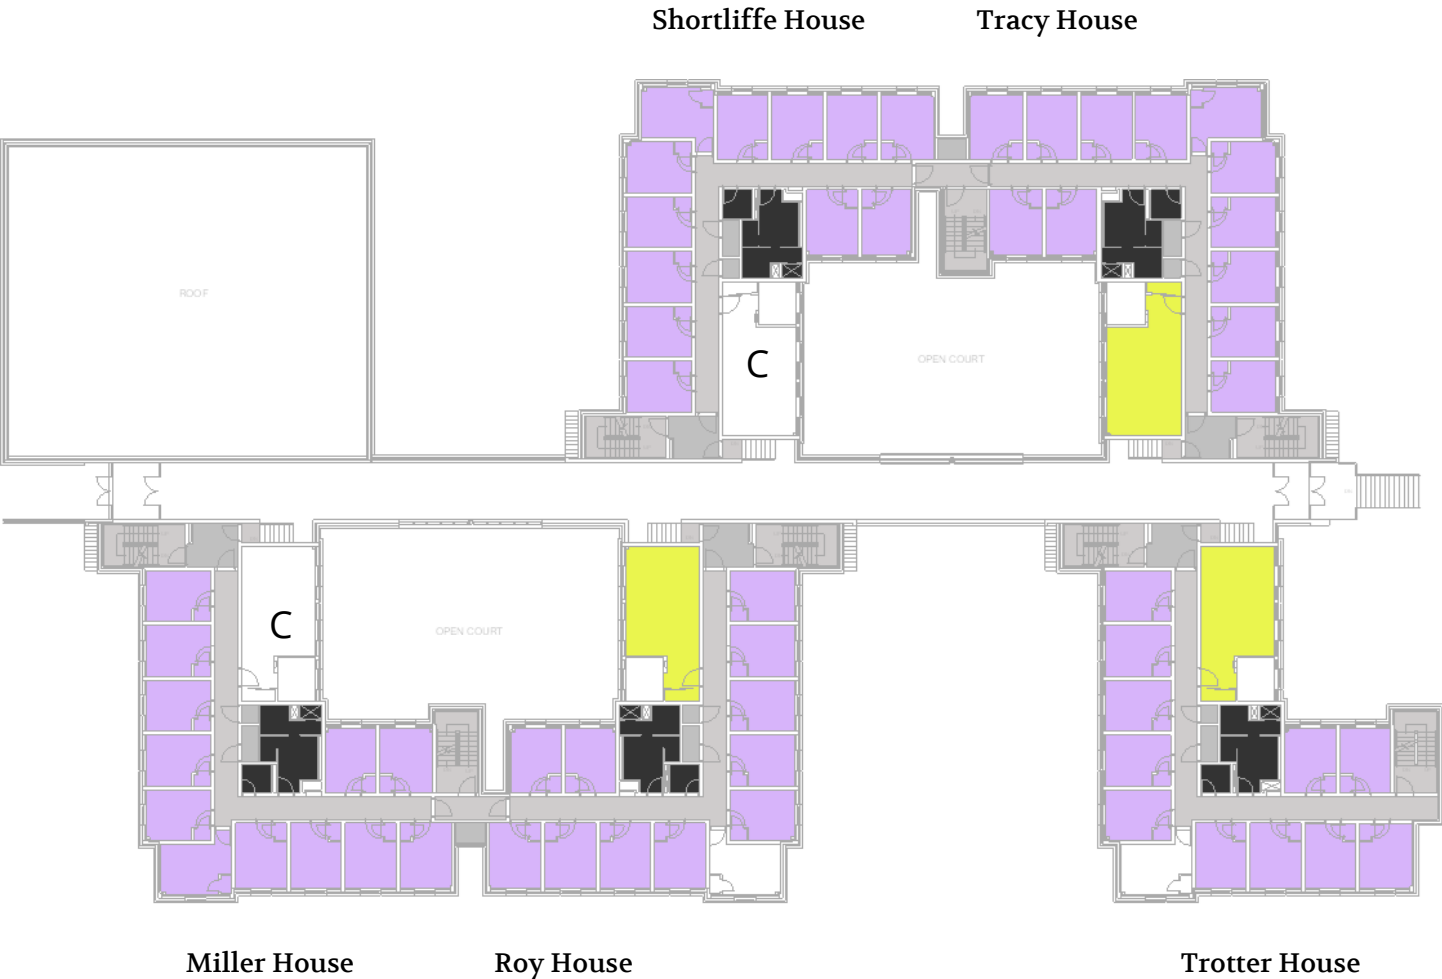 Shortliffe House
Tracy House
ROOF
C
OPEN COURT
C
OPEN COURT
Miller House
Roy House
Trotter House